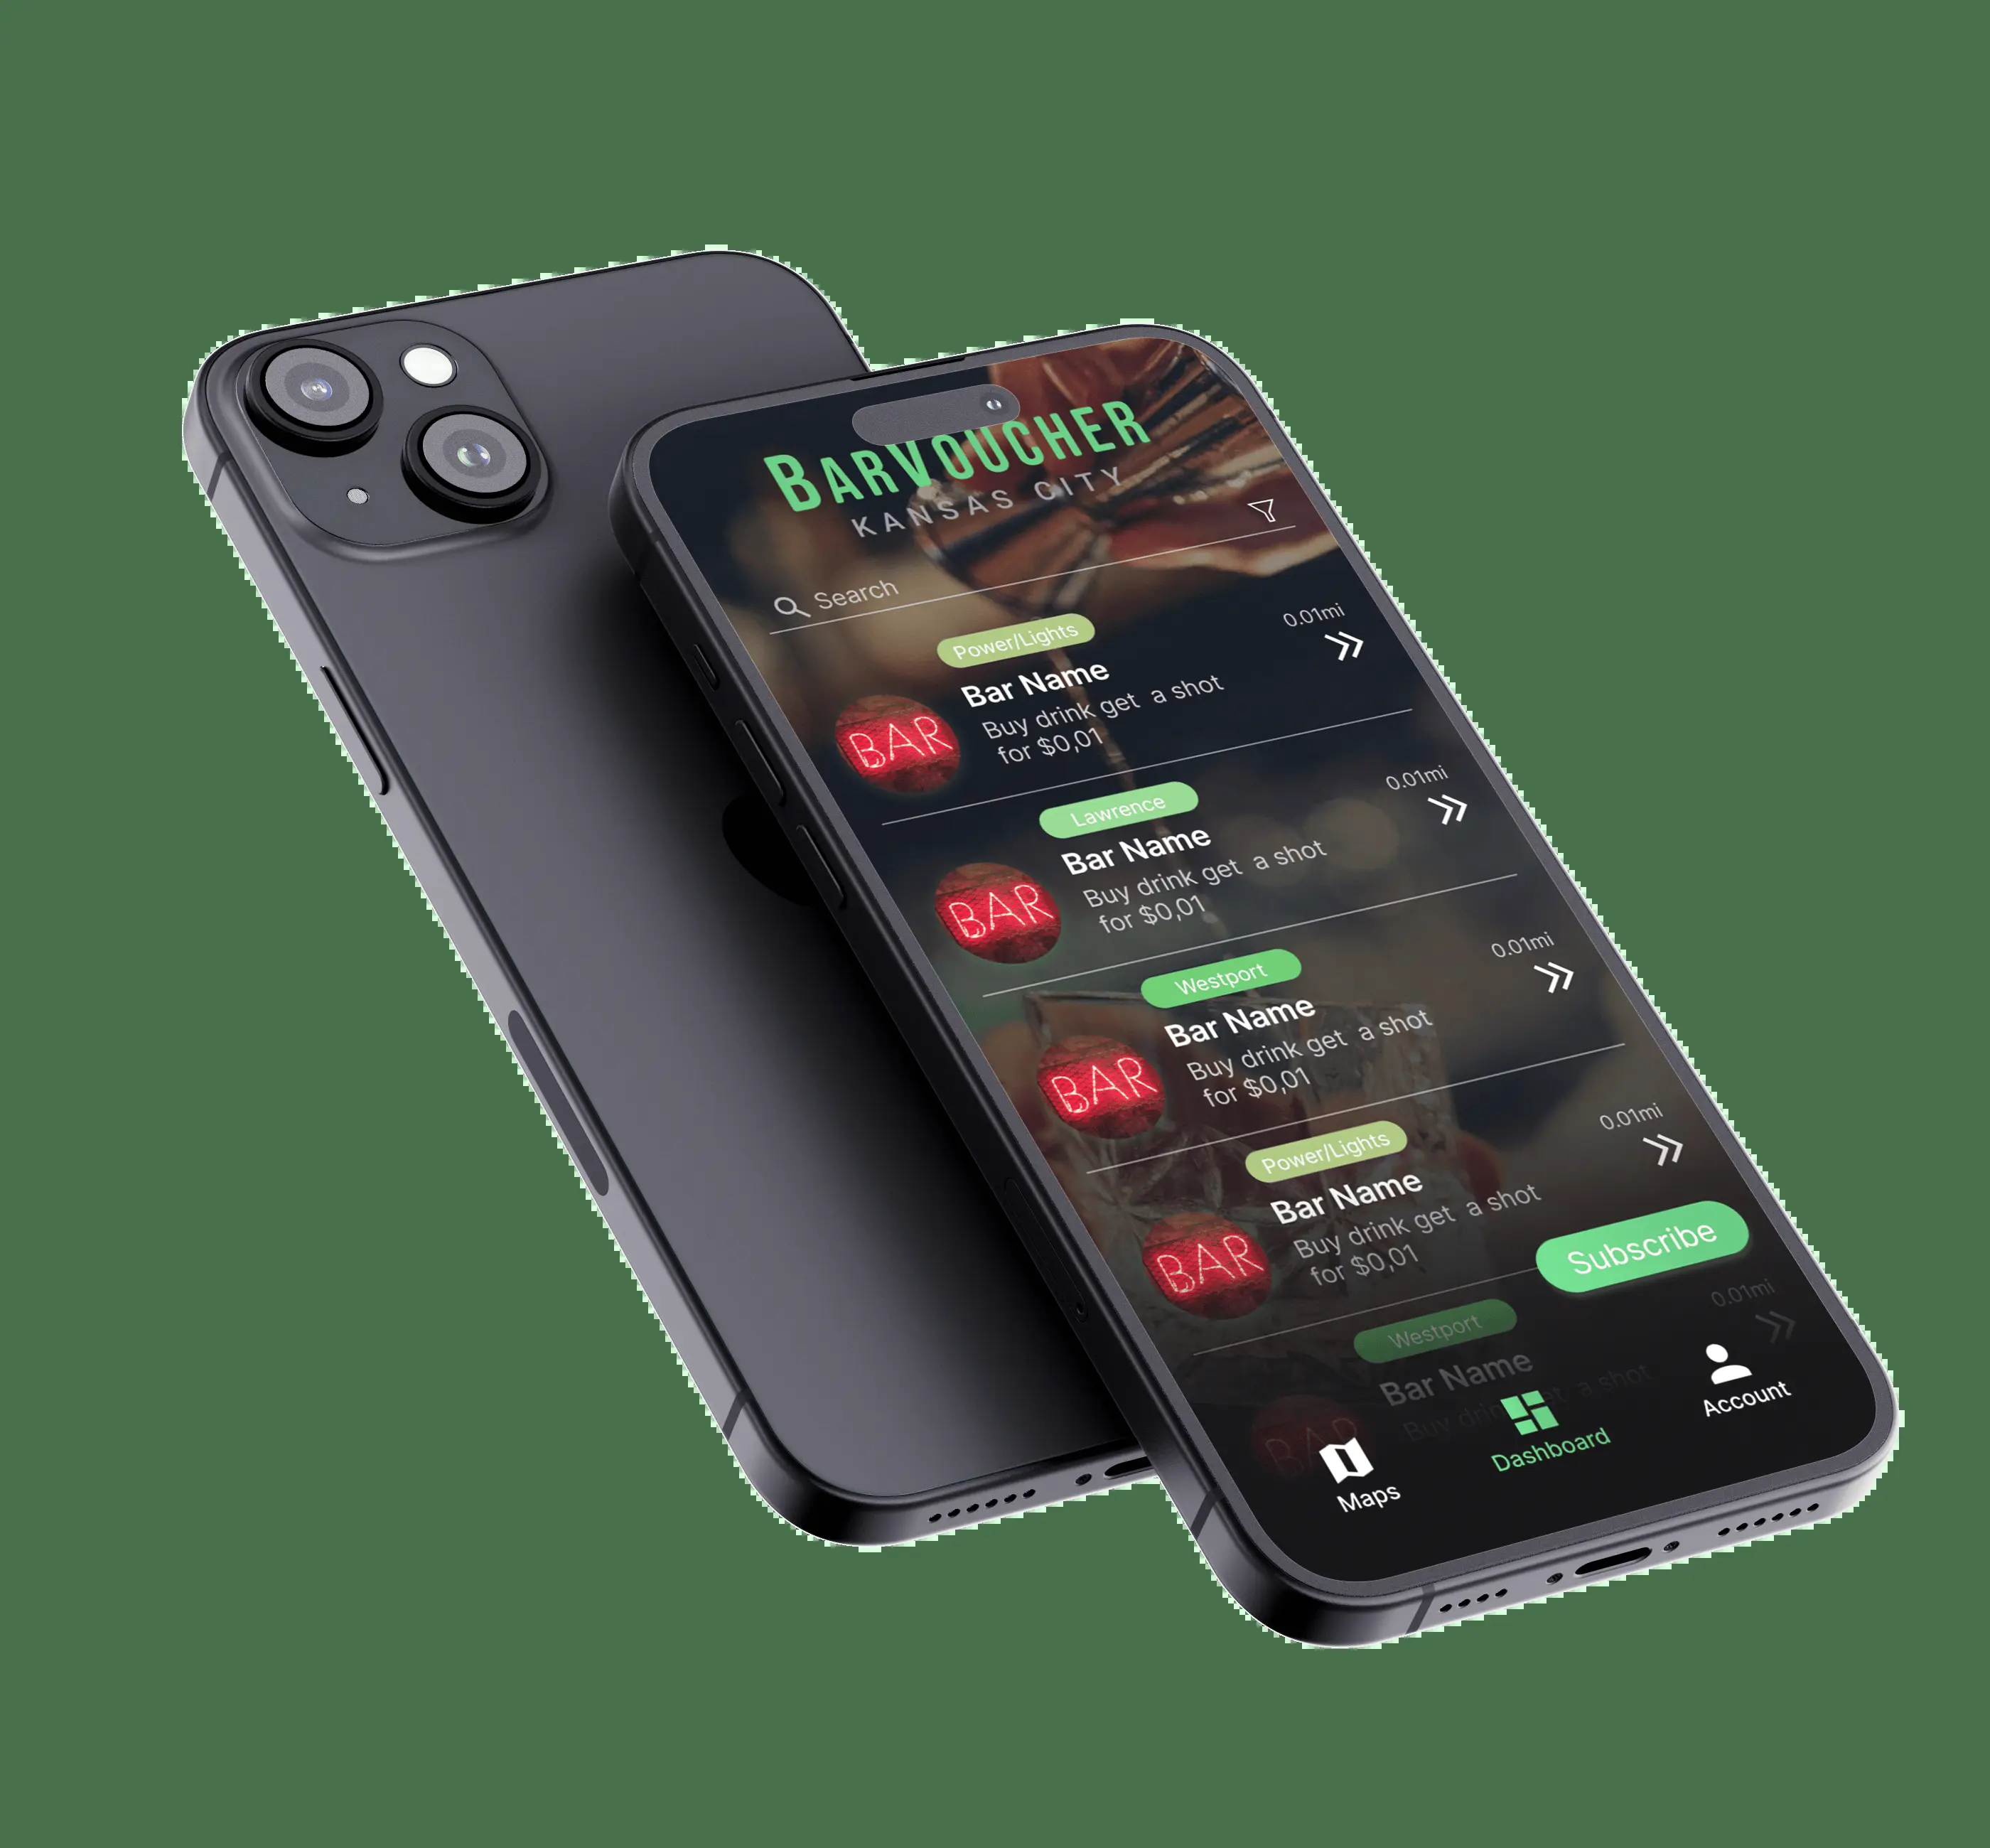 BARVOUCHER
KANSAS CITY
Search
Power/Lights
0.01mi
Bar Name
BAR
Buy drink get a shot
for $0,01
Lawrence
0.01mi
Bar Name
BAR
Buy drink get a shot
for $0,01
Westport
0.01mi
Bar Name
BAR
Buy drink get a shot
for $0,01
Power/Lights
0.01mi
Bar Name
BAR
Buy drink get a shot
for $0,01
Subscribe
Westport
0.01mi
Bar Name
BAR
Buy drink get a shot
Maps
Dashboard
Account